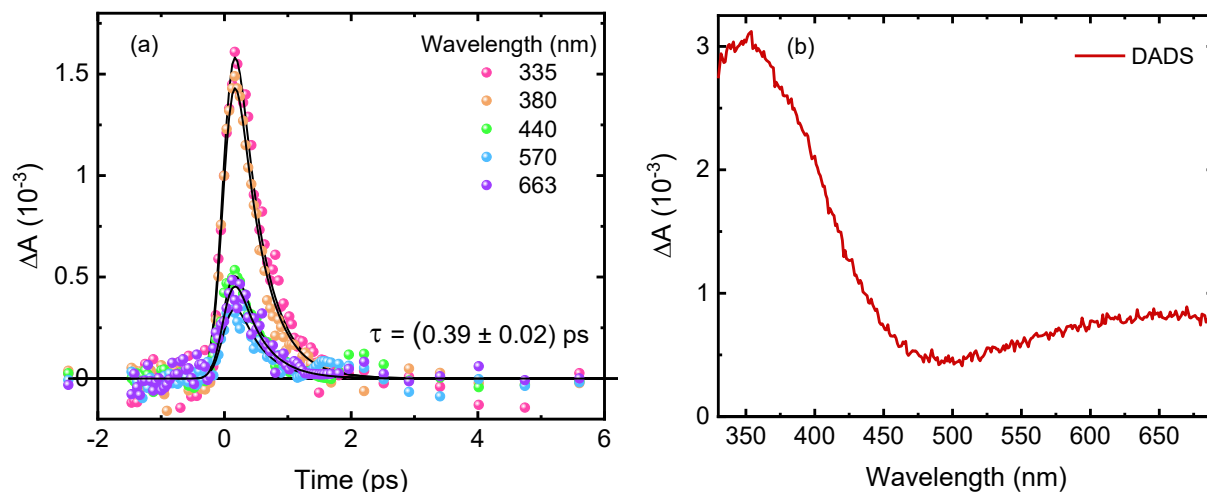 (a)
Wavelength (nm)
335
380
440
570
663
τ = (0.39 ± 0.02) ps
ΔA (10⁻³)
1.5
1
0.5
0
-2
0
2
4
6
Time (ps)
(b)
DADS
ΔA (10⁻³)
3
2
1
0
350
400
450
500
550
600
650
Wavelength (nm)